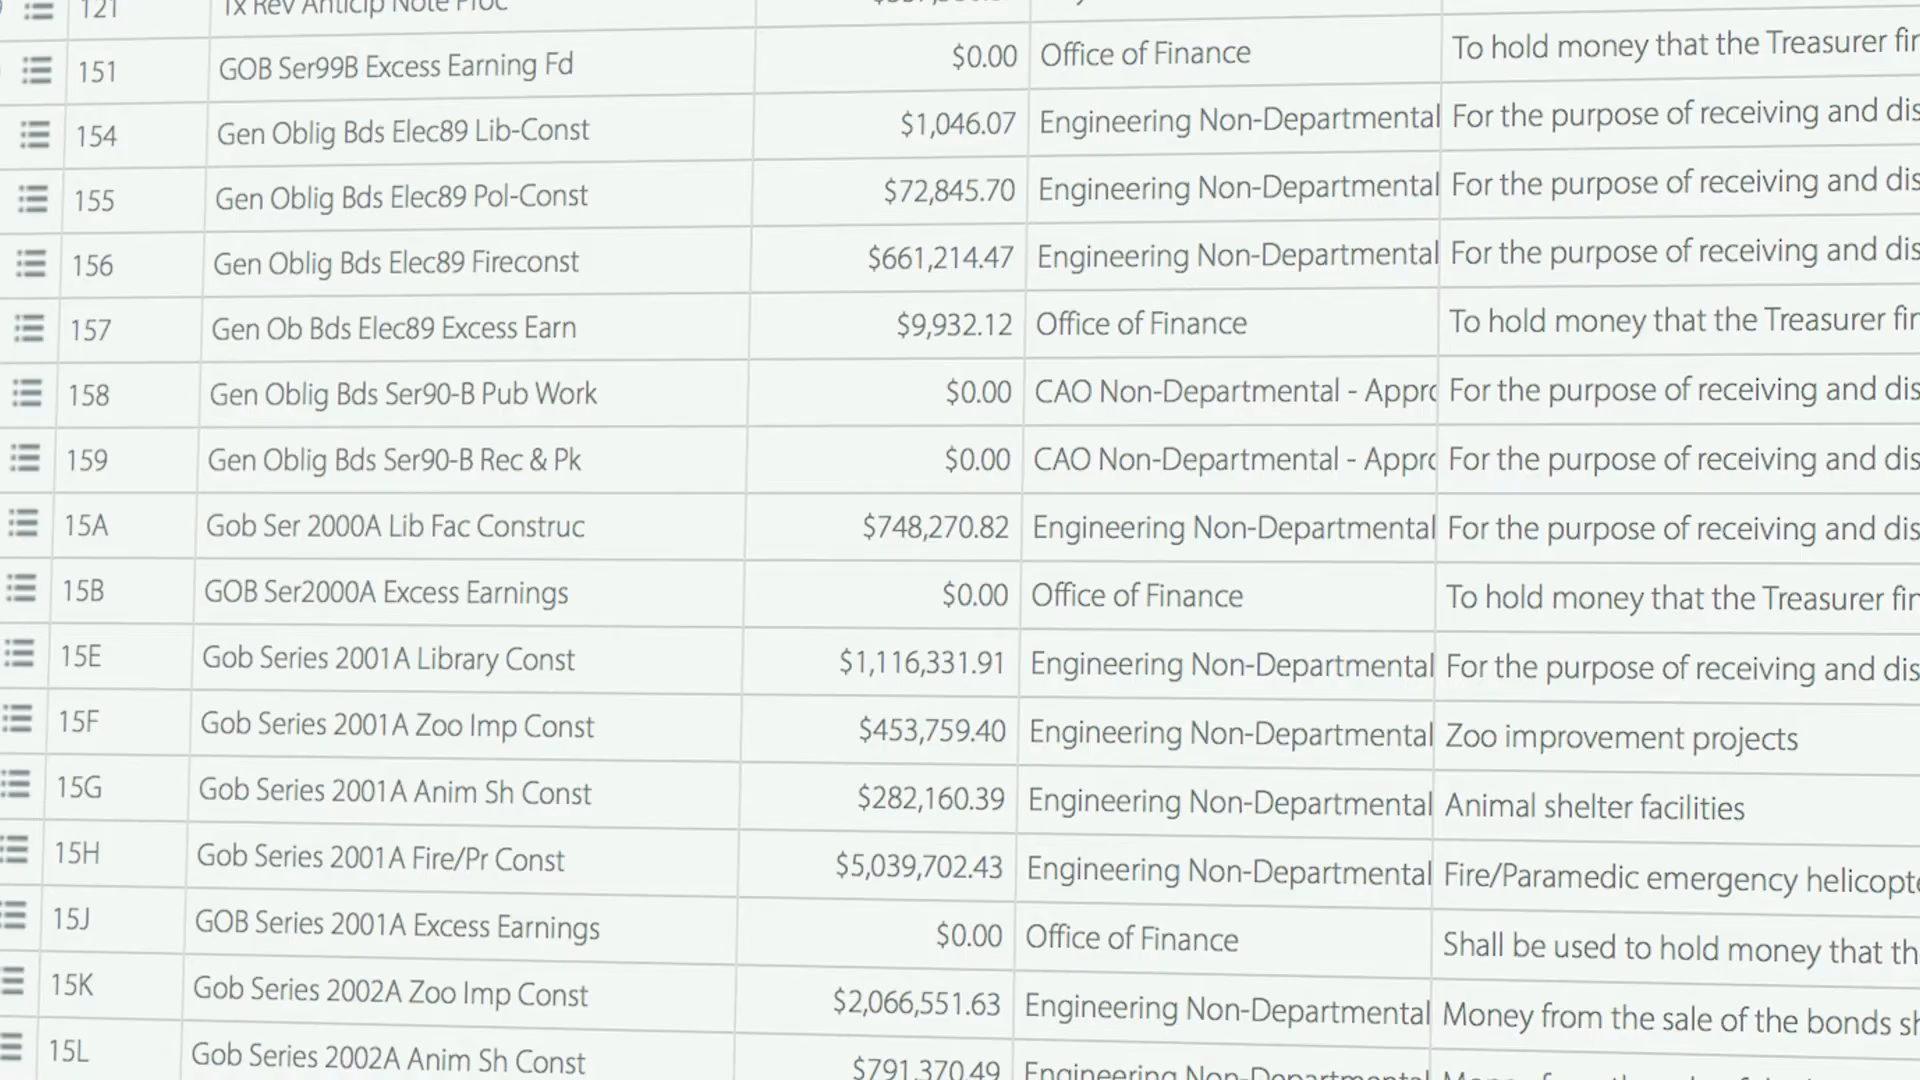 121 Tx Rev Anticip Note Proc
151 GOB Ser99B Excess Earning Fd $0.00 Office of Finance To hold money that the Treasurer fin
154 Gen Oblig Bds Elec89 Lib-Const $1,046.07 Engineering Non-Departmental For the purpose of receiving and dis
155 Gen Oblig Bds Elec89 Pol-Const $72,845.70 Engineering Non-Departmental For the purpose of receiving and dis
156 Gen Oblig Bds Elec89 Fireconst $661,214.47 Engineering Non-Departmental For the purpose of receiving and dis
157 Gen Ob Bds Elec89 Excess Earn $9,932.12 Office of Finance To hold money that the Treasurer fin
158 Gen Oblig Bds Ser90-B Pub Work $0.00 CAO Non-Departmental - Appro For the purpose of receiving and dis
159 Gen Oblig Bds Ser90-B Rec & Pk $0.00 CAO Non-Departmental - Appro For the purpose of receiving and dis
15A Gob Ser 2000A Lib Fac Construc $748,270.82 Engineering Non-Departmental For the purpose of receiving and dis
15B GOB Ser2000A Excess Earnings $0.00 Office of Finance To hold money that the Treasurer fin
15E Gob Series 2001A Library Const $1,116,331.91 Engineering Non-Departmental For the purpose of receiving and dis
15F Gob Series 2001A Zoo Imp Const $453,759.40 Engineering Non-Departmental Zoo improvement projects
15G Gob Series 2001A Anim Sh Const $282,160.39 Engineering Non-Departmental Animal shelter facilities
15H Gob Series 2001A Fire/Pr Const $5,039,702.43 Engineering Non-Departmental Fire/Paramedic emergency helicopte
15J GOB Series 2001A Excess Earnings $0.00 Office of Finance Shall be used to hold money that th
15K Gob Series 2002A Zoo Imp Const $2,066,551.63 Engineering Non-Departmental Money from the sale of the bonds sh
15L Gob Series 2002A Anim Sh Const $791,370.49 Engineering Non-Departmental